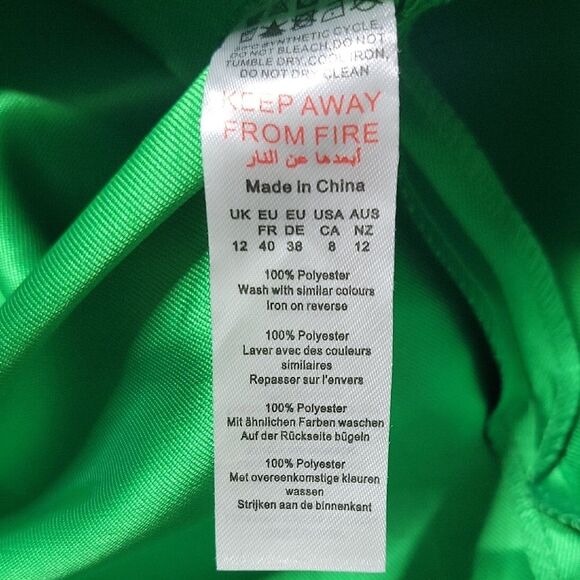 30°C SYNTHETIC CYCLE,
DO NOT BLEACH, DO NOT
TUMBLE DRY, COOL IRON,
DO NOT DRY CLEAN
KEEP AWAY
FROM FIRE
أبعدها عن النار
Made in China
UK EU EU USA AUS
FR DE CA NZ
12 40 38 8 12
100% Polyester
Wash with similar colours
Iron on reverse
100% Polyester
Laver avec des couleurs
similaires
Repasser sur l'envers
100% Polyester
Mit ähnlichen Farben waschen
Auf der Rückseite bügeln
100% Polyester
Met overeenkomstige kleuren
wassen
Strijken aan de binnenkant